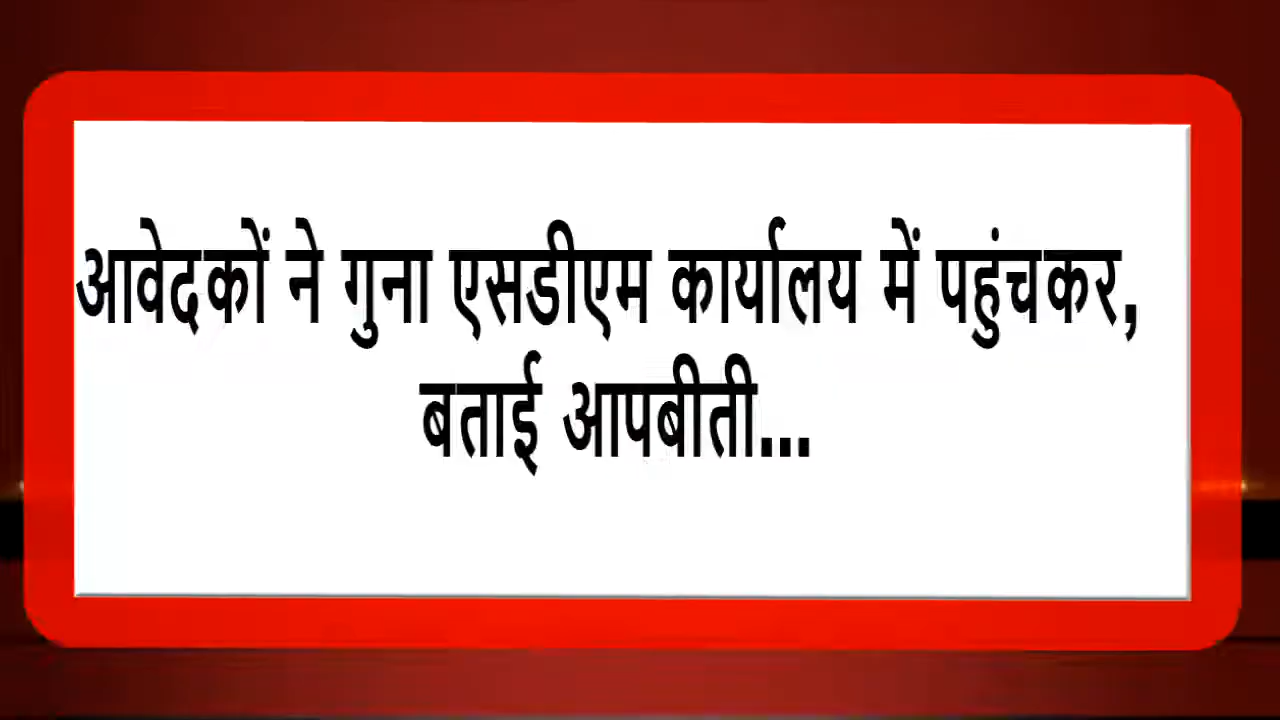 आवेदकों ने गुना एसडीएम कार्यालय में पहुंचकर,
बताई आपबीती...